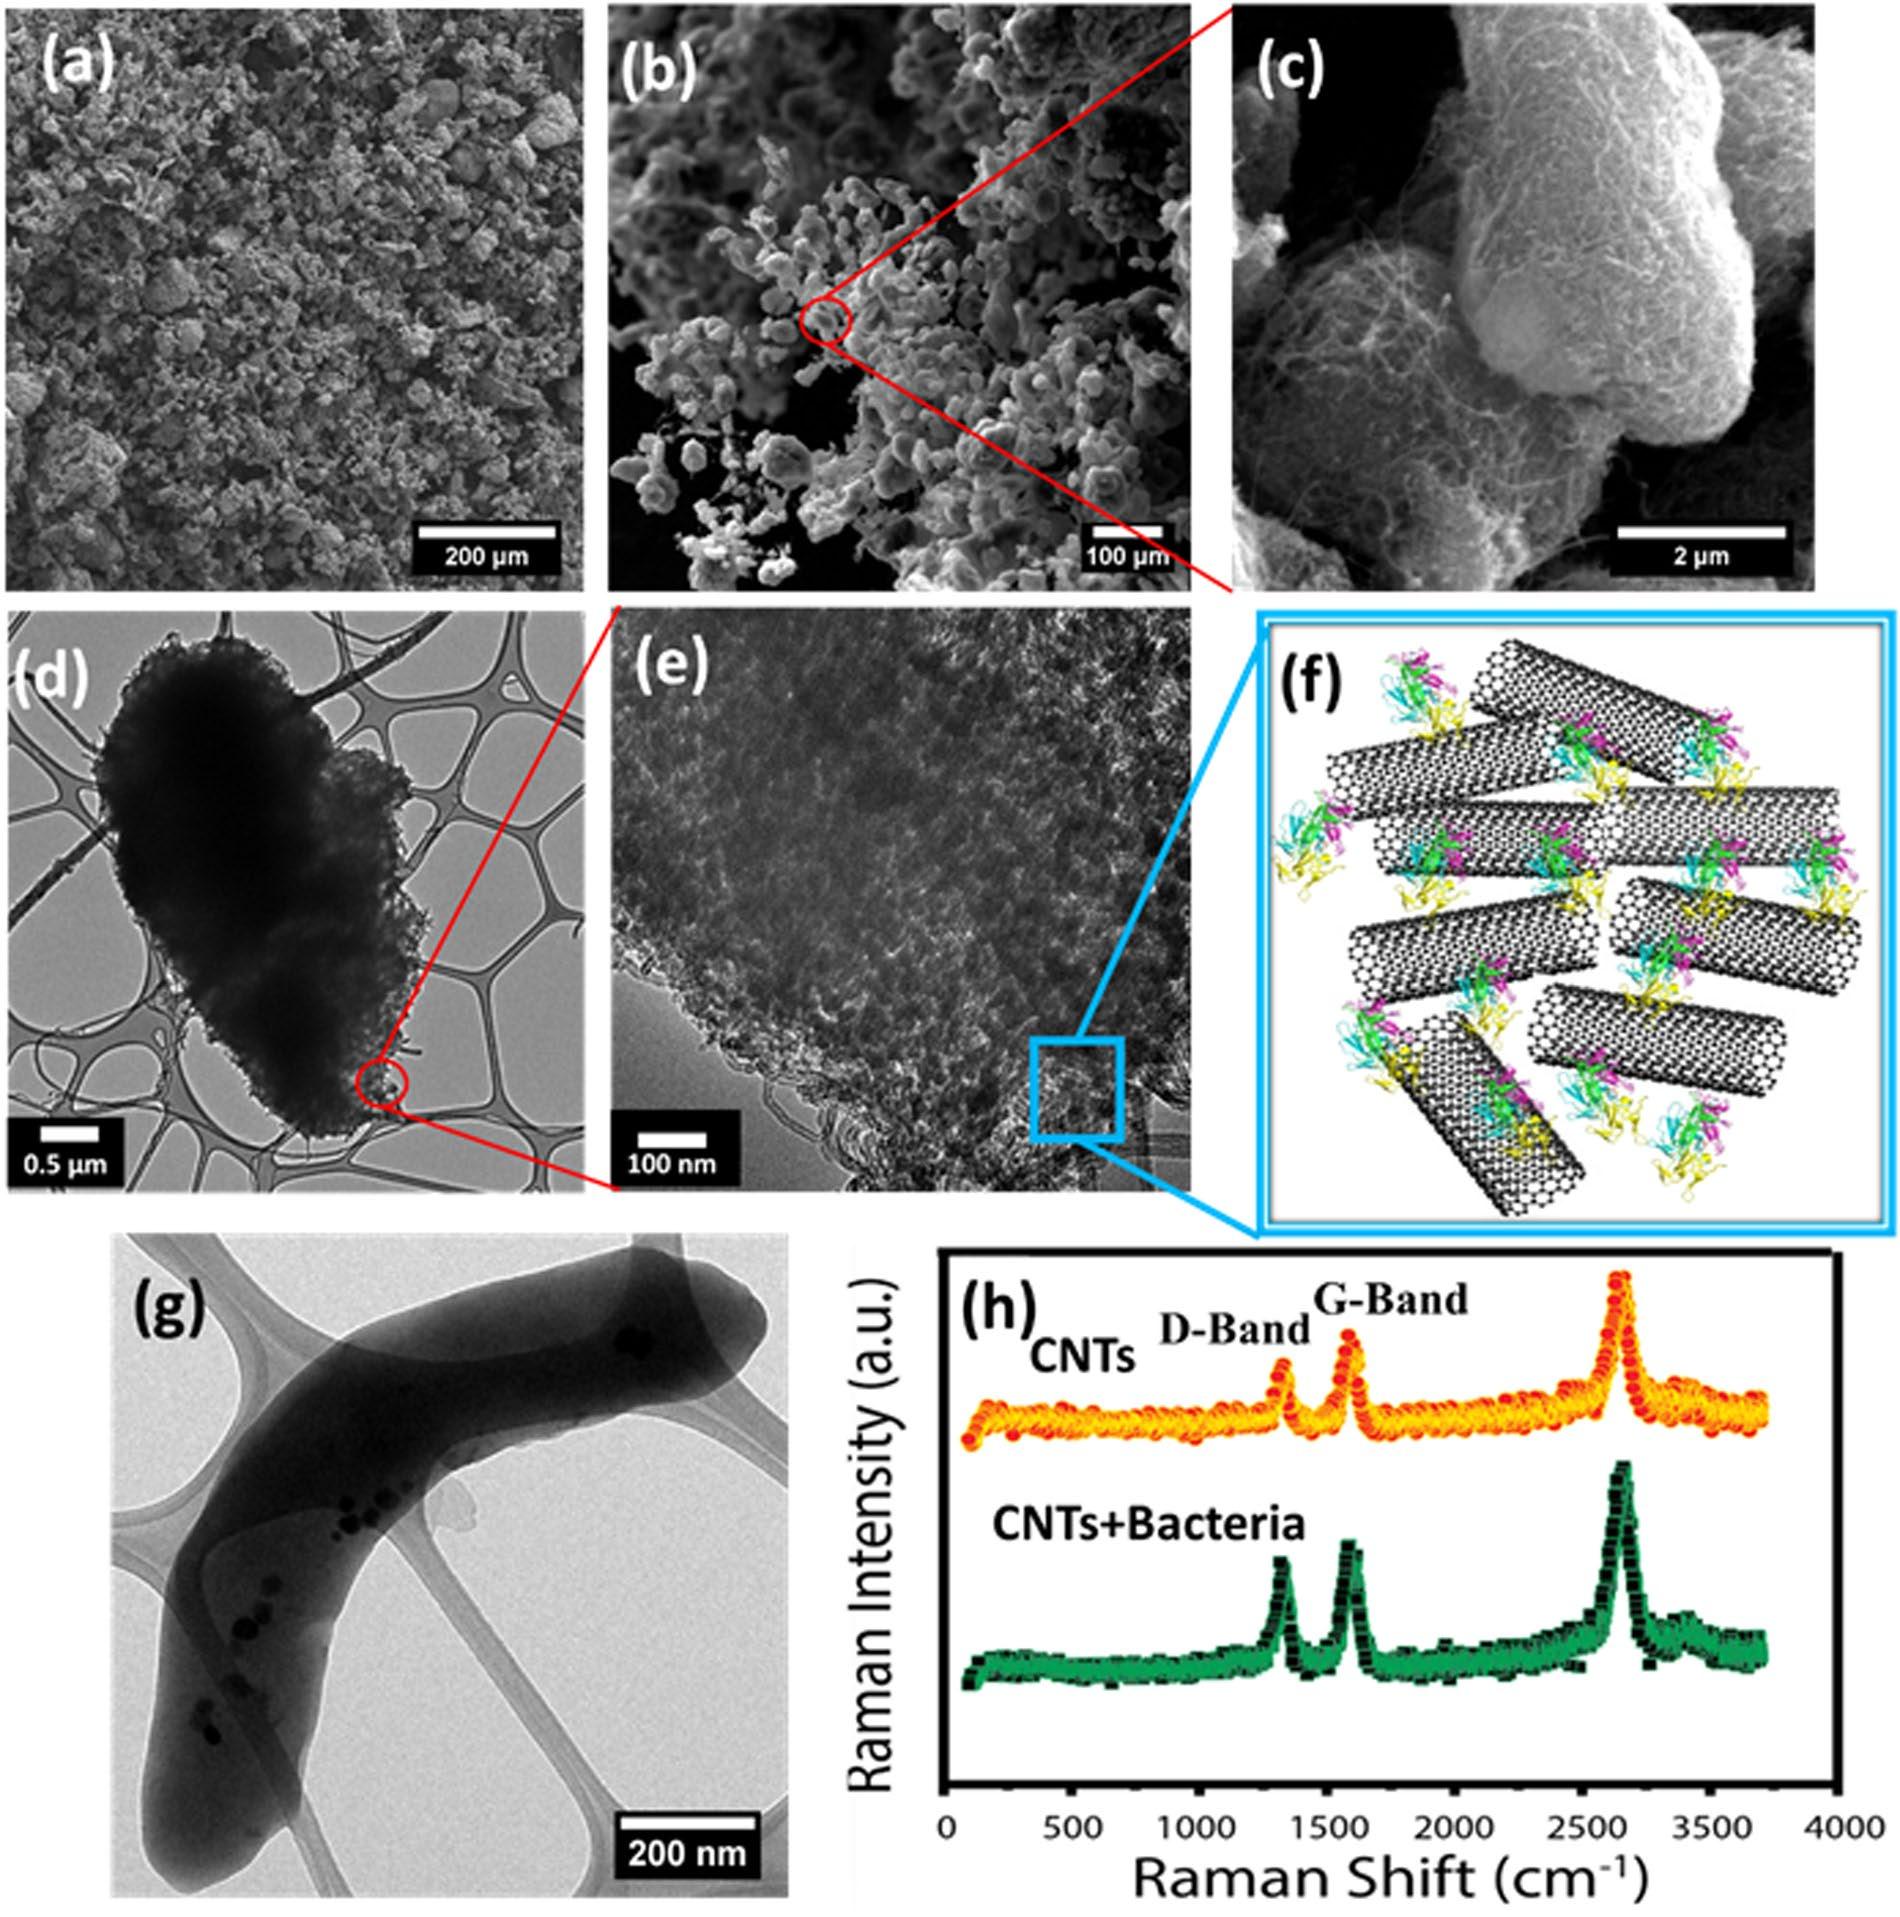 (a)
200 µm
(b)
100 µm
(c)
2 µm
(d)
0.5 µm
(e)
100 nm
(f)
(g)
200 nm
(h)
CNTs
D-Band
G-Band
CNTs+Bacteria
Raman Intensity (a.u.)
0 500 1000 1500 2000 2500 3500 4000
Raman Shift (cm⁻¹)